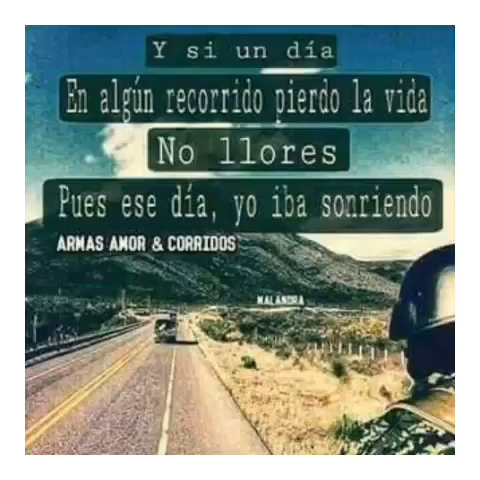 Y si un día
En algún recorrido pierdo la vida
No llores
Pues ese día, yo iba sonriendo
ARMAS AMOR & CORRIDOS
MALANDRA